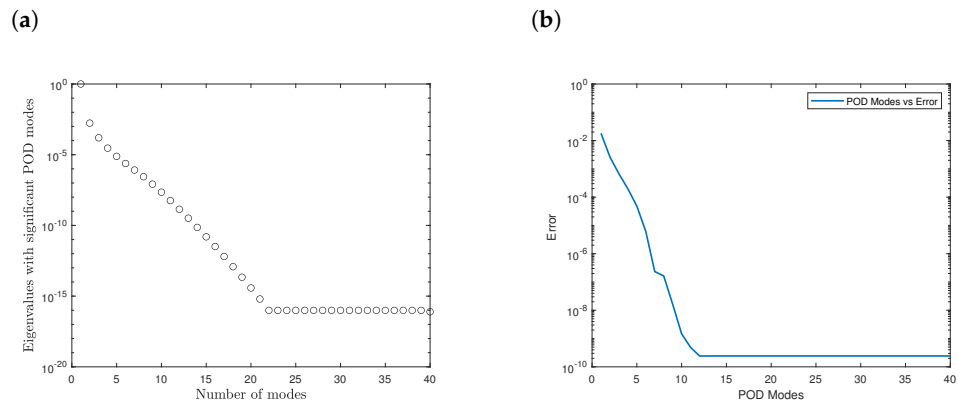 (a)
(b)
10^0
10^-5
10^-10
10^-15
10^-20
Eigenvalues with significant POD modes
0 5 10 15 20 25 30 35 40
Number of modes
10^0
10^-2
10^-4
10^-6
10^-8
10^-10
Error
POD Modes vs Error
0 5 10 15 20 25 30 35 40
POD Modes